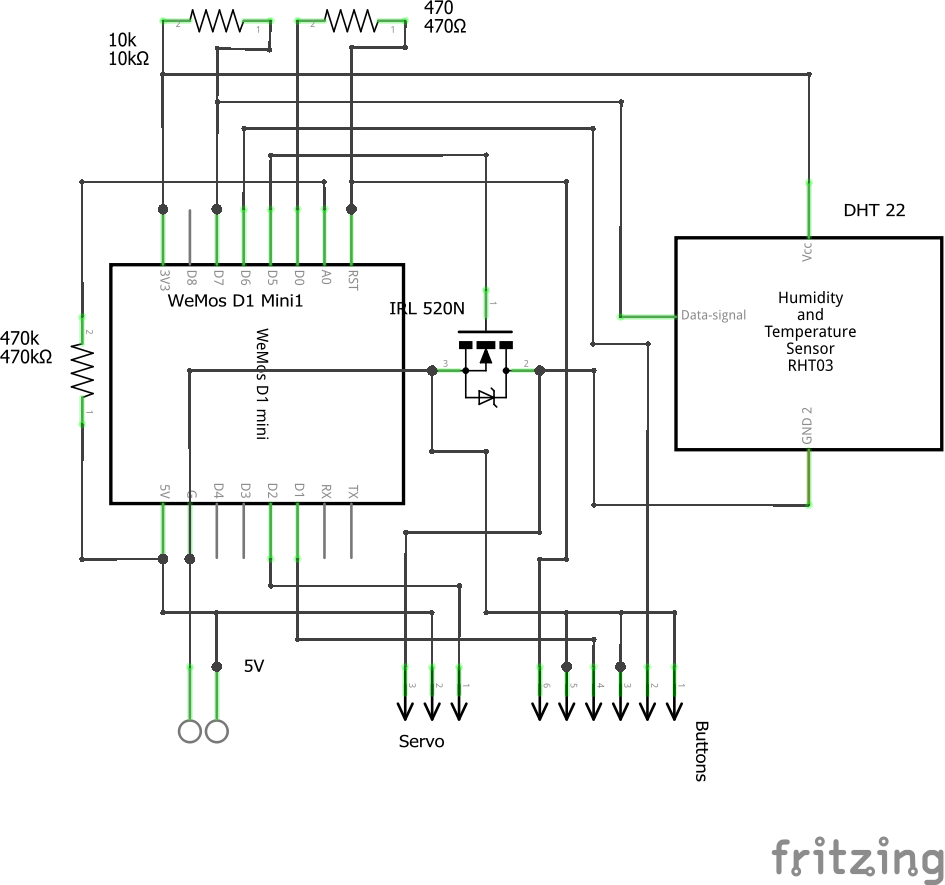 2
1
2
1
470
470Ω
10k
10kΩ
DHT 22
Vcc
3V3
D8
D7
D6
D5
D0
A0
RST
WeMos D1 Mini1
IRL 520N
1
Data-signal
Humidity
and
Temperature
Sensor
RHT03
470k
470kΩ
2
1
WeMos D1 mini
3
2
GND 2
5V
G
D4
D3
D2
D1
RX
TX
5V
3
2
1
6
5
4
3
2
1
Servo
Buttons
fritzing